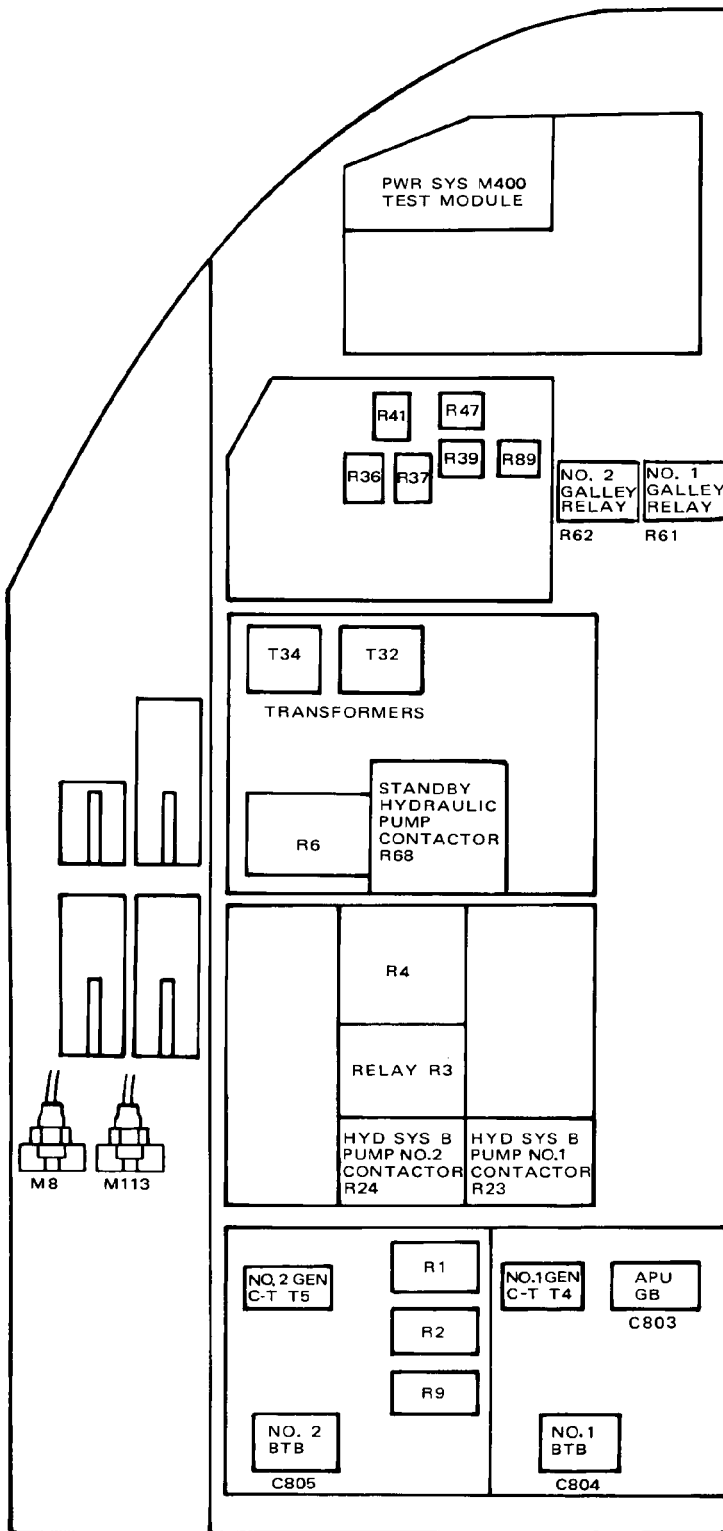 PWR SYS M400
TEST MODULE
R41
R47
R36
R37
R39
R89
NO. 2
GALLEY
RELAY
R62
NO. 1
GALLEY
RELAY
R61
T34
T32
TRANSFORMERS
R6
STANDBY
HYDRAULIC
PUMP
CONTACTOR
R68
R4
RELAY R3
HYD SYS B
PUMP NO.2
CONTACTOR
R24
HYD SYS B
PUMP NO.1
CONTACTOR
R23
M8
M113
NO. 2 GEN
C-T T5
R1
R2
R9
NO. 2
BTB
C805
NO.1 GEN
C-T T4
APU
GB
C803
NO.1
BTB
C804